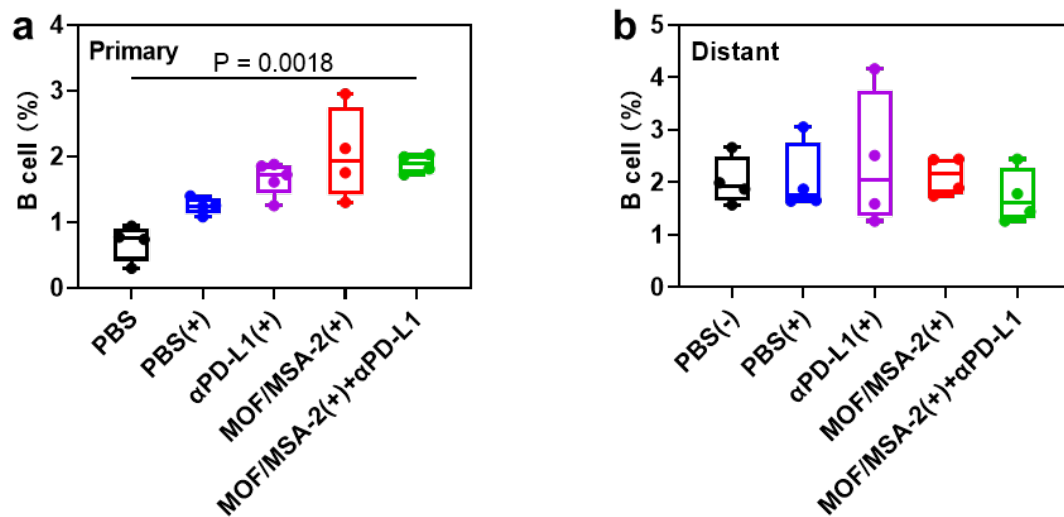 a
Primary
P = 0.0018
B cell (%)
4
3
2
1
0
PBS
PBS(+)
αPD-L1(+)
MOF/MSA-2(+)
MOF/MSA-2(+)+αPD-L1
b
Distant
B cell (%)
5
4
3
2
1
0
PBS(-)
PBS(+)
αPD-L1(+)
MOF/MSA-2(+)
MOF/MSA-2(+)+αPD-L1